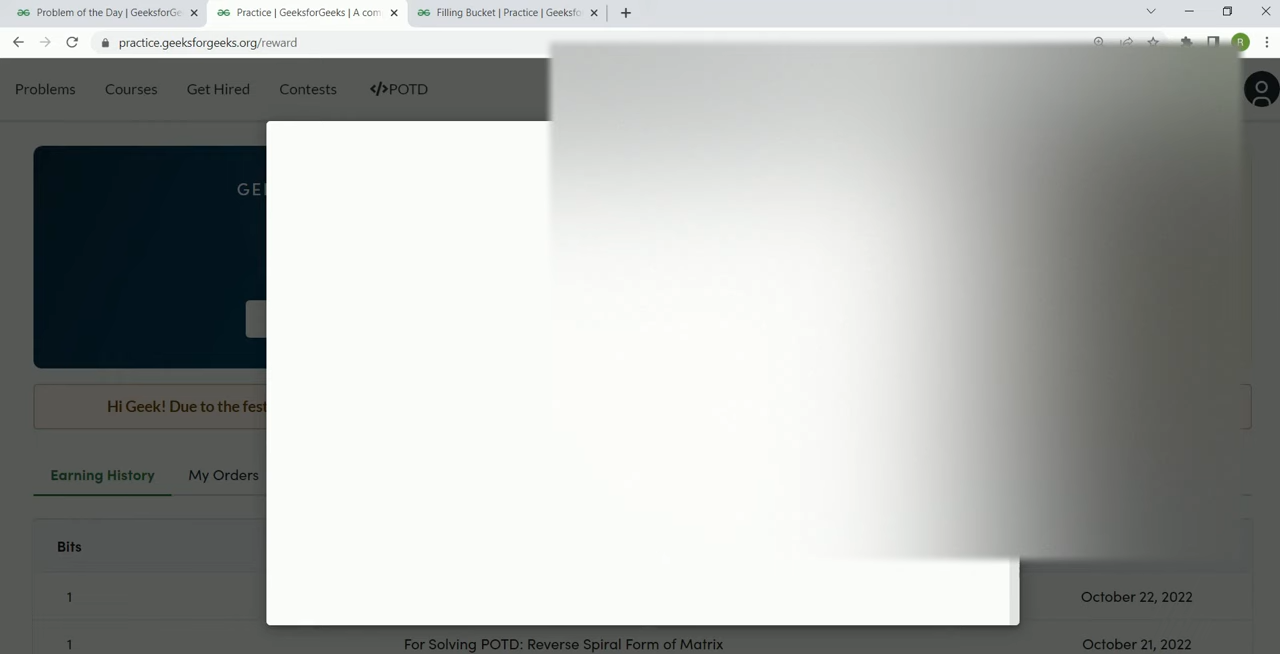 Problem of the Day | GeeksforGe
Practice | GeeksforGeeks | A com
Filling Bucket | Practice | Geeksfo
practice.geeksforgeeks.org/reward
R
Problems Courses Get Hired Contests </>POTD
GEE
Hi Geek! Due to the fest
Earning History My Orders
Bits
1 October 22, 2022
1 For Solving POTD: Reverse Spiral Form of Matrix October 21, 2022